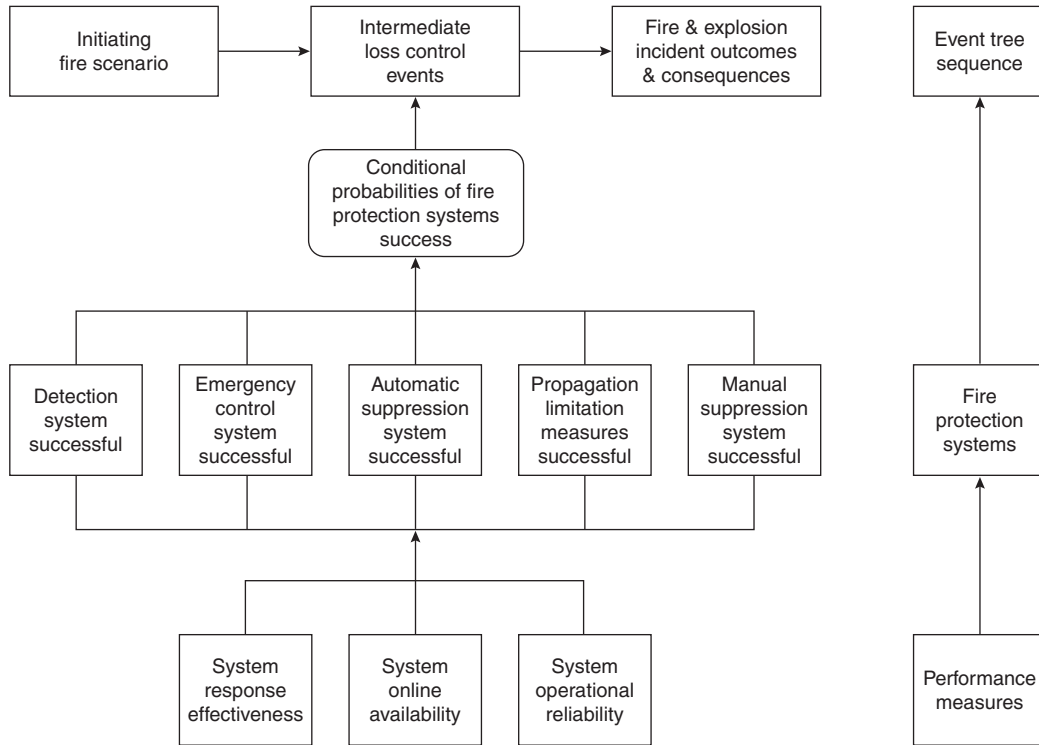 Initiating
fire scenario
Intermediate
loss control
events
Fire & explosion
incident outcomes
& consequences
Event tree
sequence
Conditional
probabilities of fire
protection systems
success
Detection
system
successful
Emergency
control
system
successful
Automatic
suppression
system
successful
Propagation
limitation
measures
successful
Manual
suppression
system
successful
Fire
protection
systems
System
response
effectiveness
System
online
availability
System
operational
reliability
Performance
measures